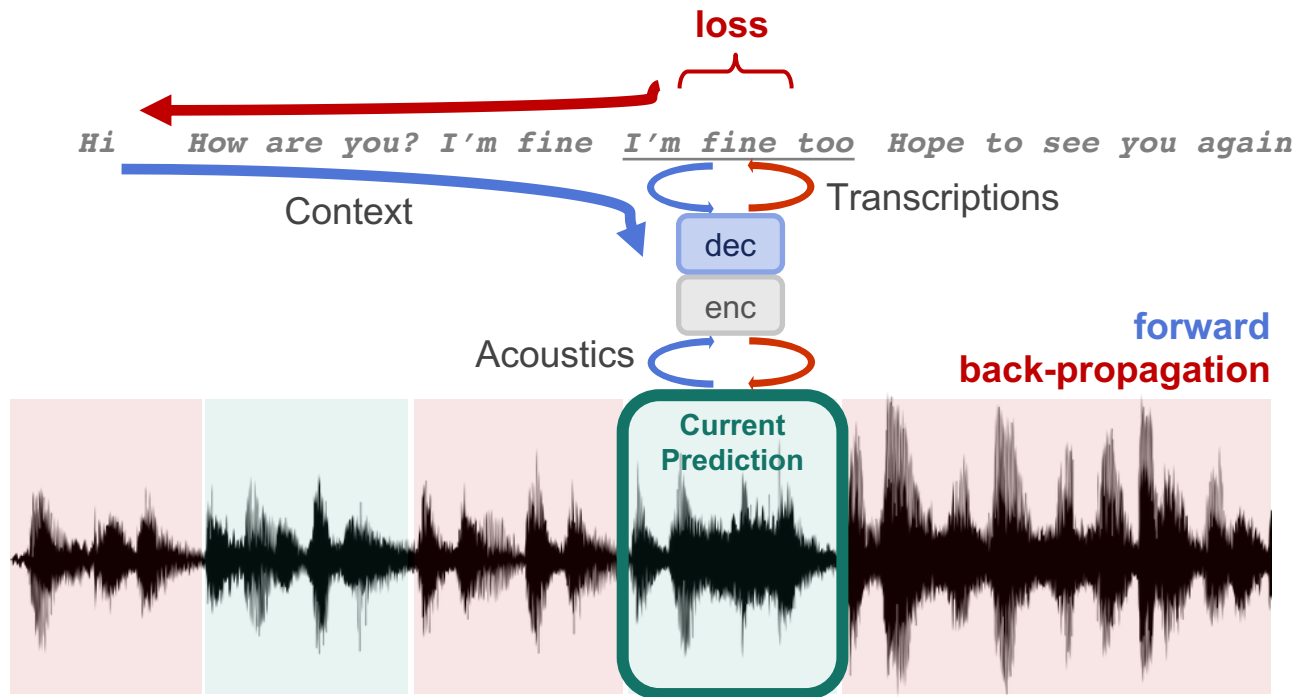 loss
Hi How are you? I'm fine I'm fine too Hope to see you again
Context
Transcriptions
dec
enc
Acoustics
forward
back-propagation
Current
Prediction